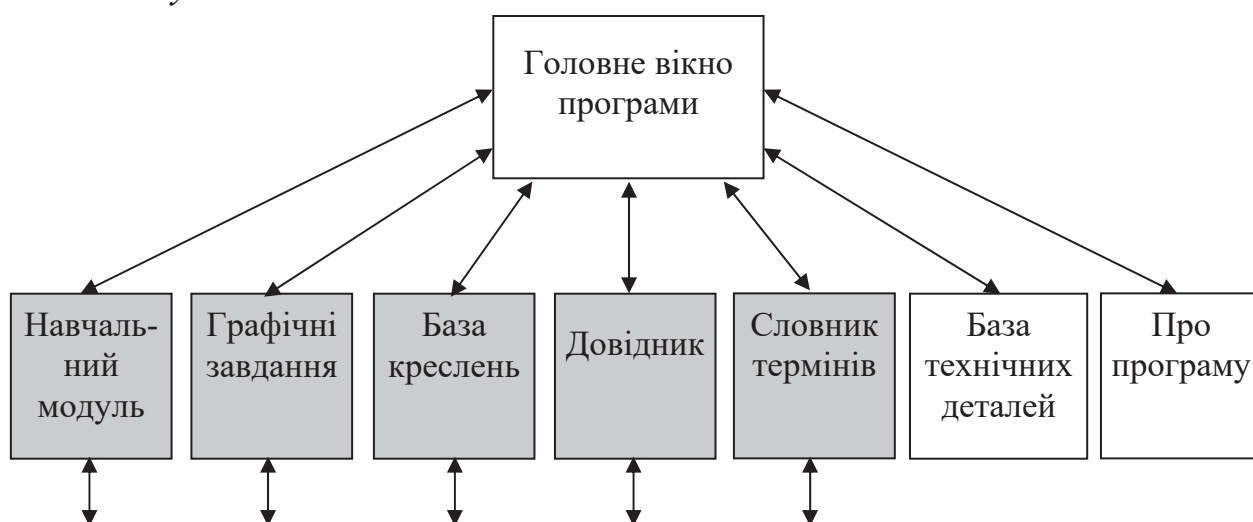 Головне вікно
програми
Навчаль-
ний
модуль
Графічні
завдання
База
креслень
Довідник
Словник
термінів
База
технічних
деталей
Про
програму